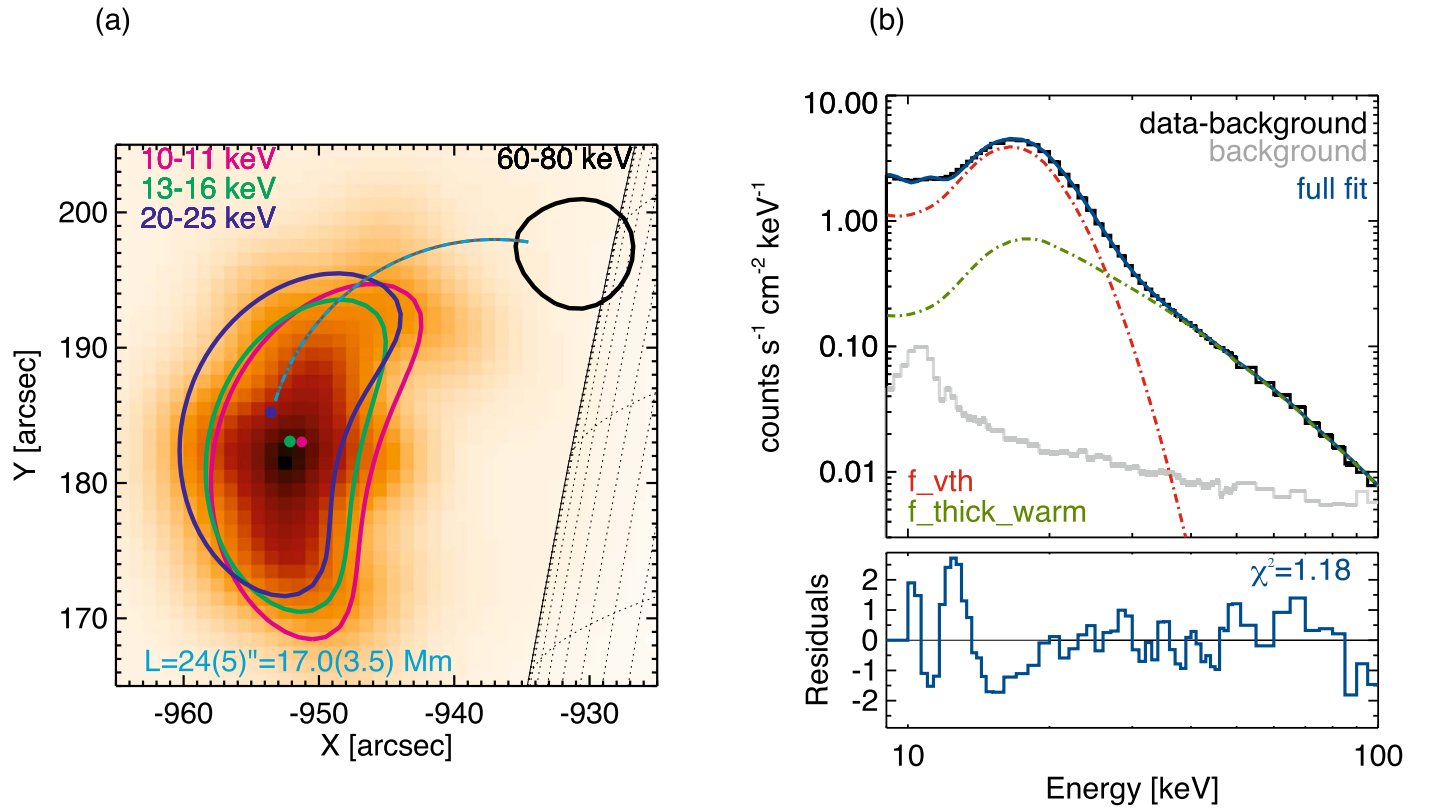 (a)
(b)
10-11 keV
13-16 keV
20-25 keV
60-80 keV
L=24(5)"=17.0(3.5) Mm
200
190
180
170
Y [arcsec]
-960
-950
-940
-930
X [arcsec]
10.00
1.00
0.10
0.01
counts s⁻¹ cm⁻² keV⁻¹
data-background
background
full fit
f_vth
f_thick_warm
χ²=1.18
2
1
0
-1
-2
Residuals
10
100
Energy [keV]